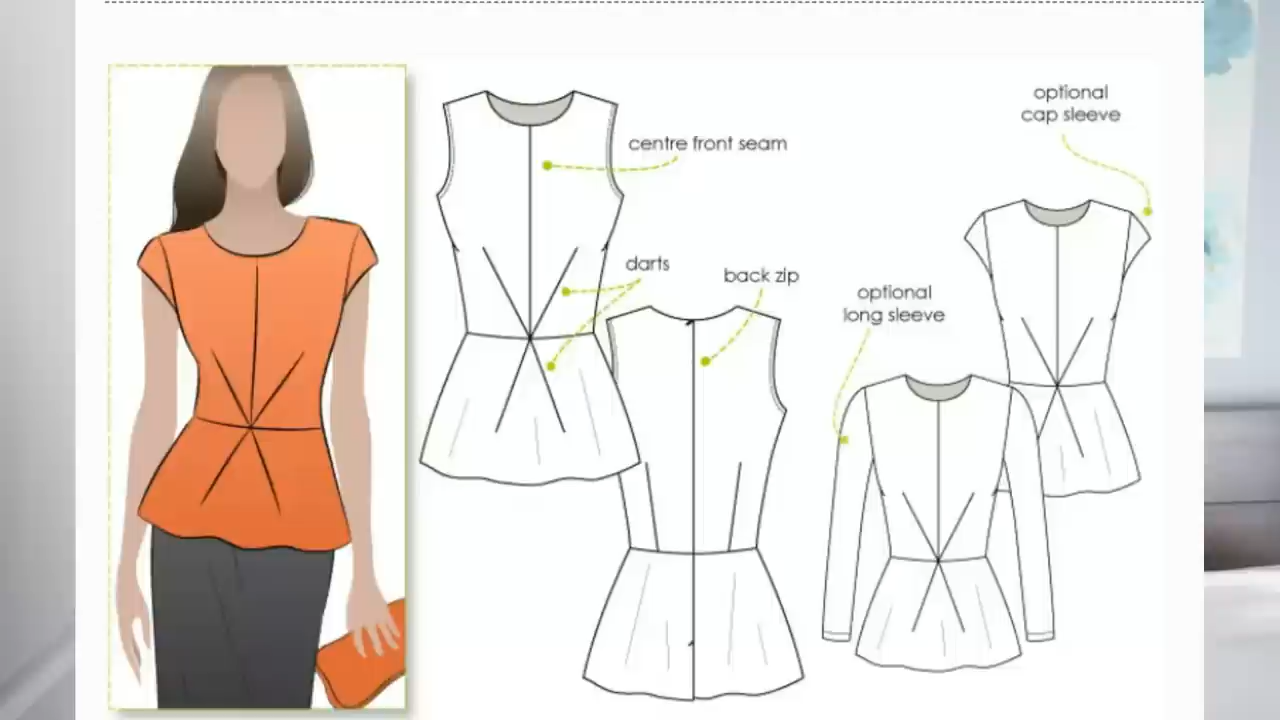 centre front seam
darts
back zip
optional
long sleeve
optional
cap sleeve